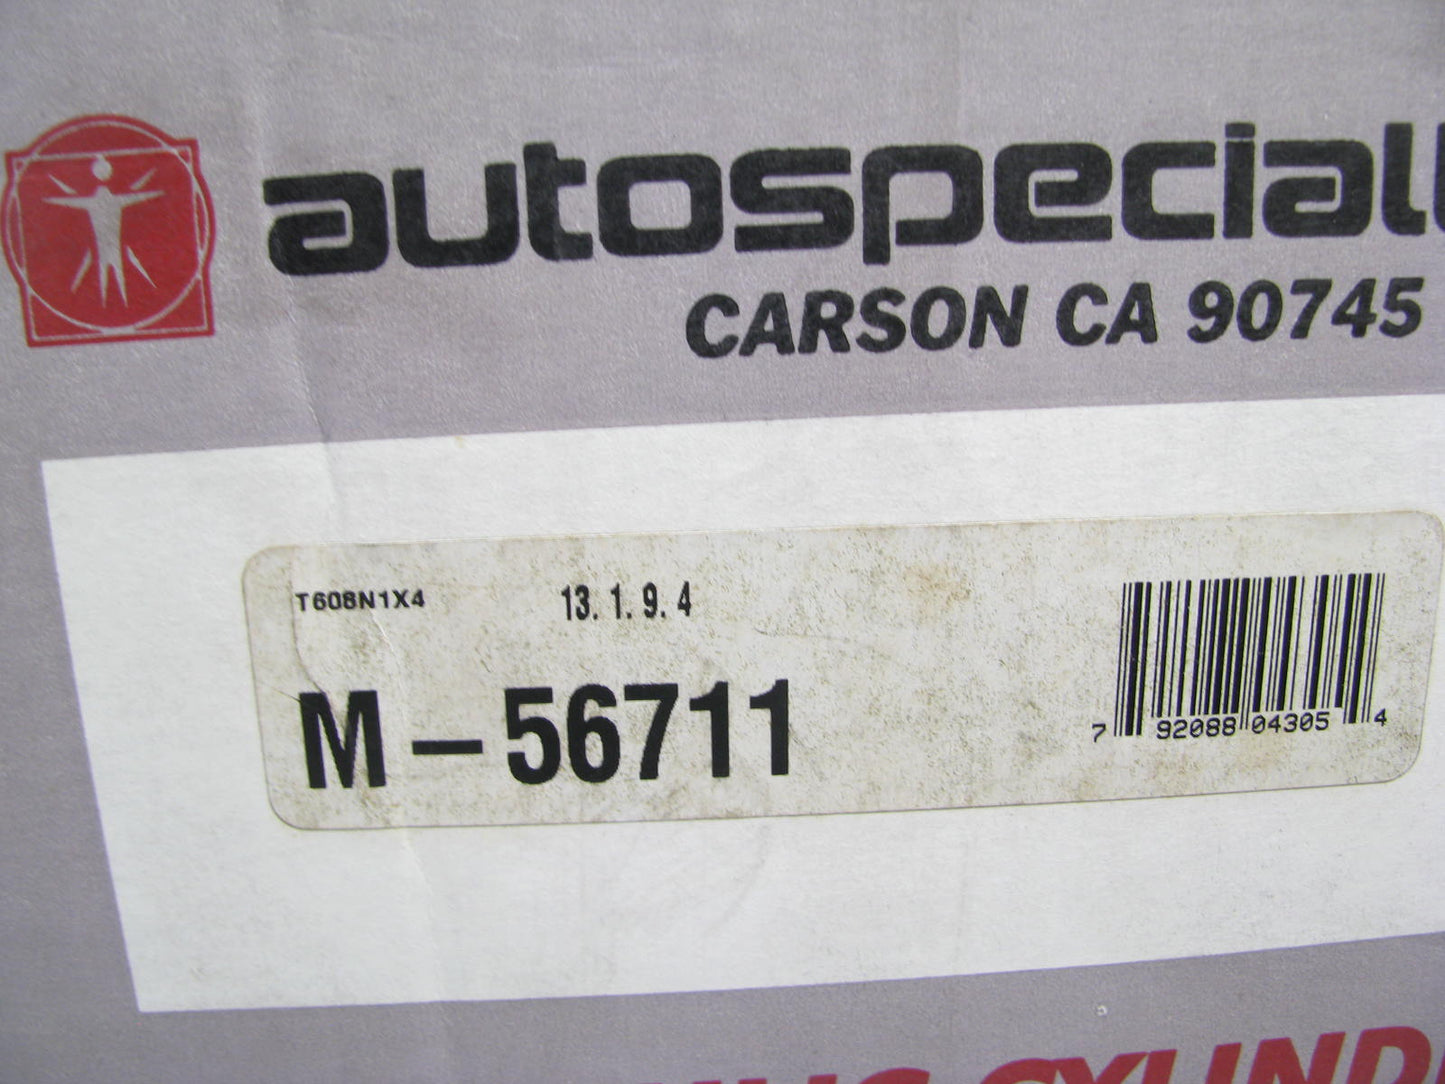 autospecial
CARSON CA 90745
T608N1X4 13.1.9.4
M-56711
7 92088 04305 4